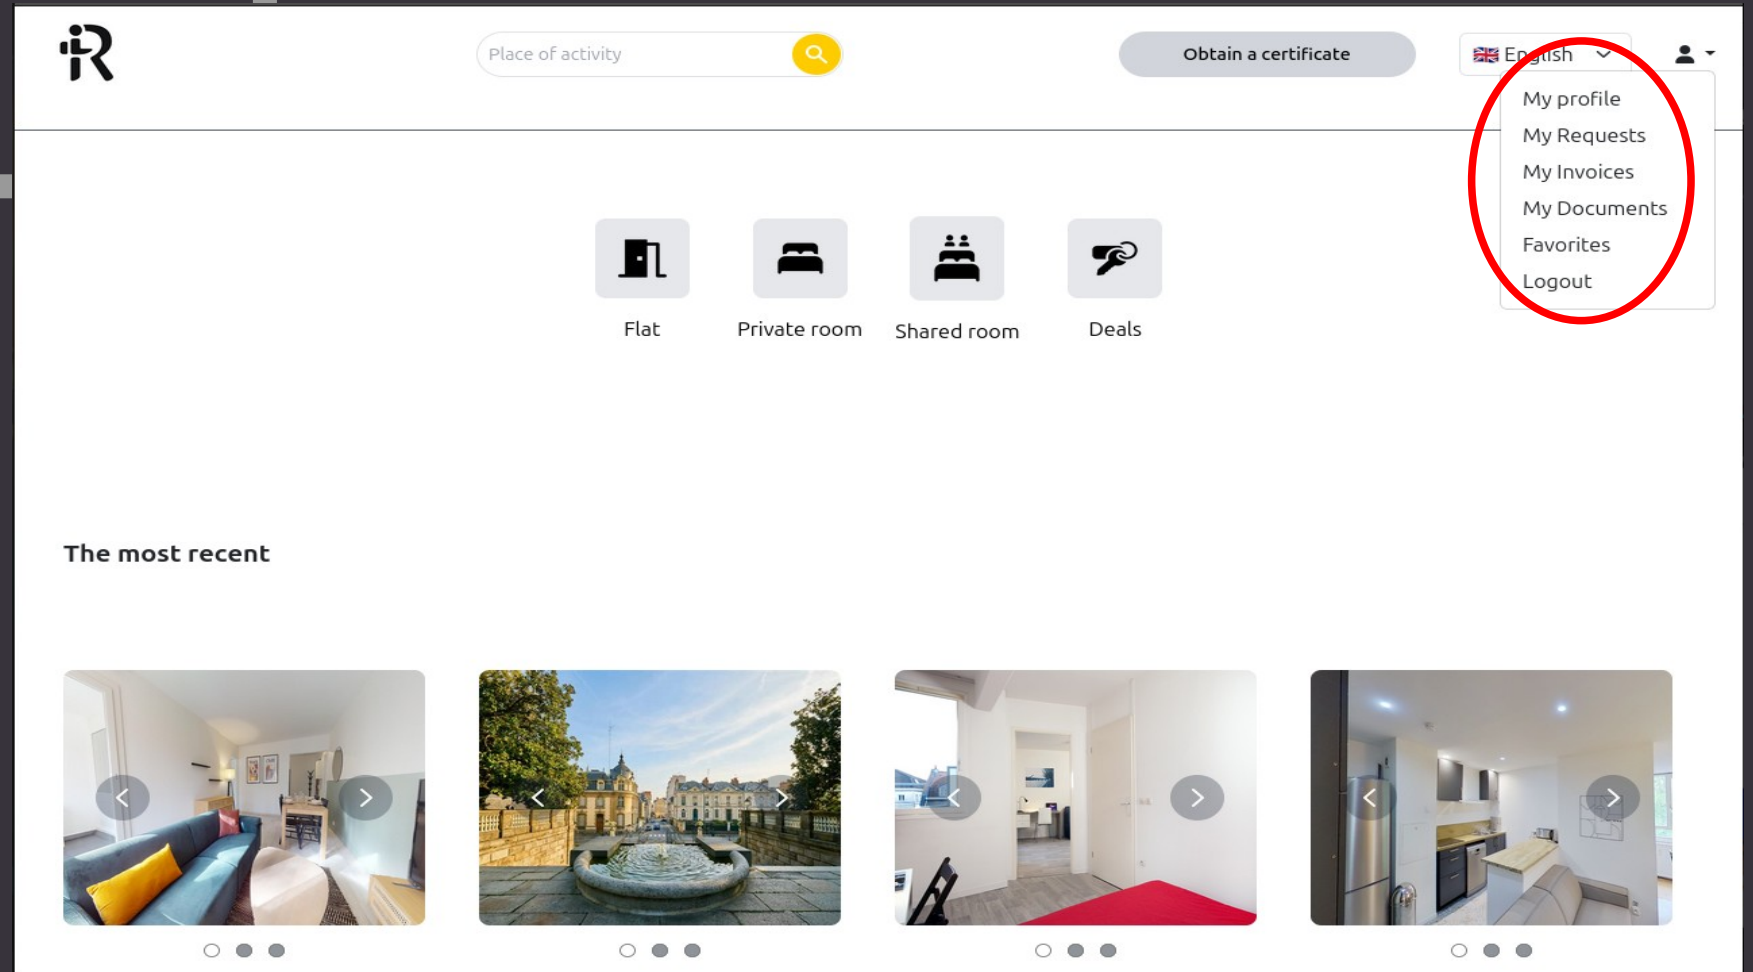 Place of activity
Obtain a certificate
English
My profile
My Requests
My Invoices
My Documents
Favorites
Logout
Flat
Private room
Shared room
Deals
The most recent